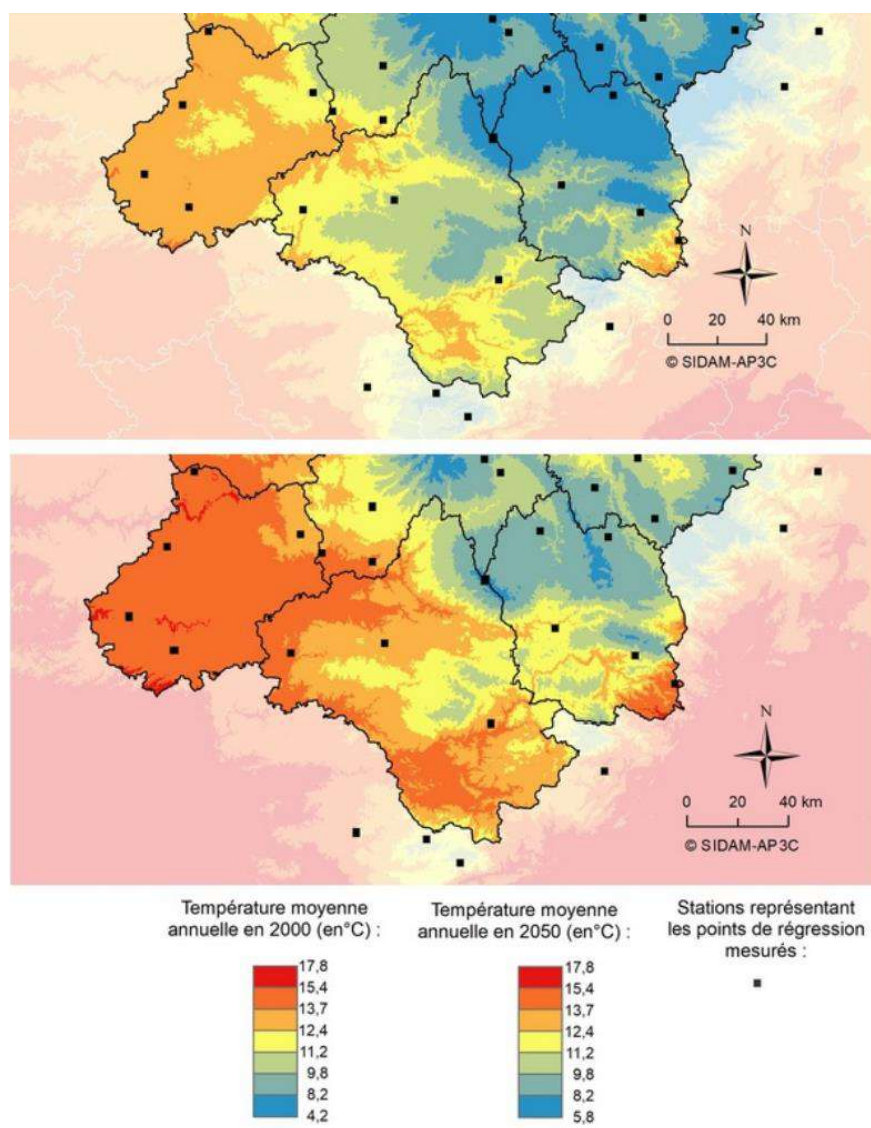 N
0 20 40 km
© SIDAM-AP3C
N
0 20 40 km
© SIDAM-AP3C
Température moyenne
annuelle en 2000 (en°C) :
17,8
15,4
13,7
12,4
11,2
9,8
8,2
4,2
Température moyenne
annuelle en 2050 (en°C) :
17,8
15,4
13,7
12,4
11,2
9,8
8,2
5,8
Stations représentant
les points de régression
mesurés :